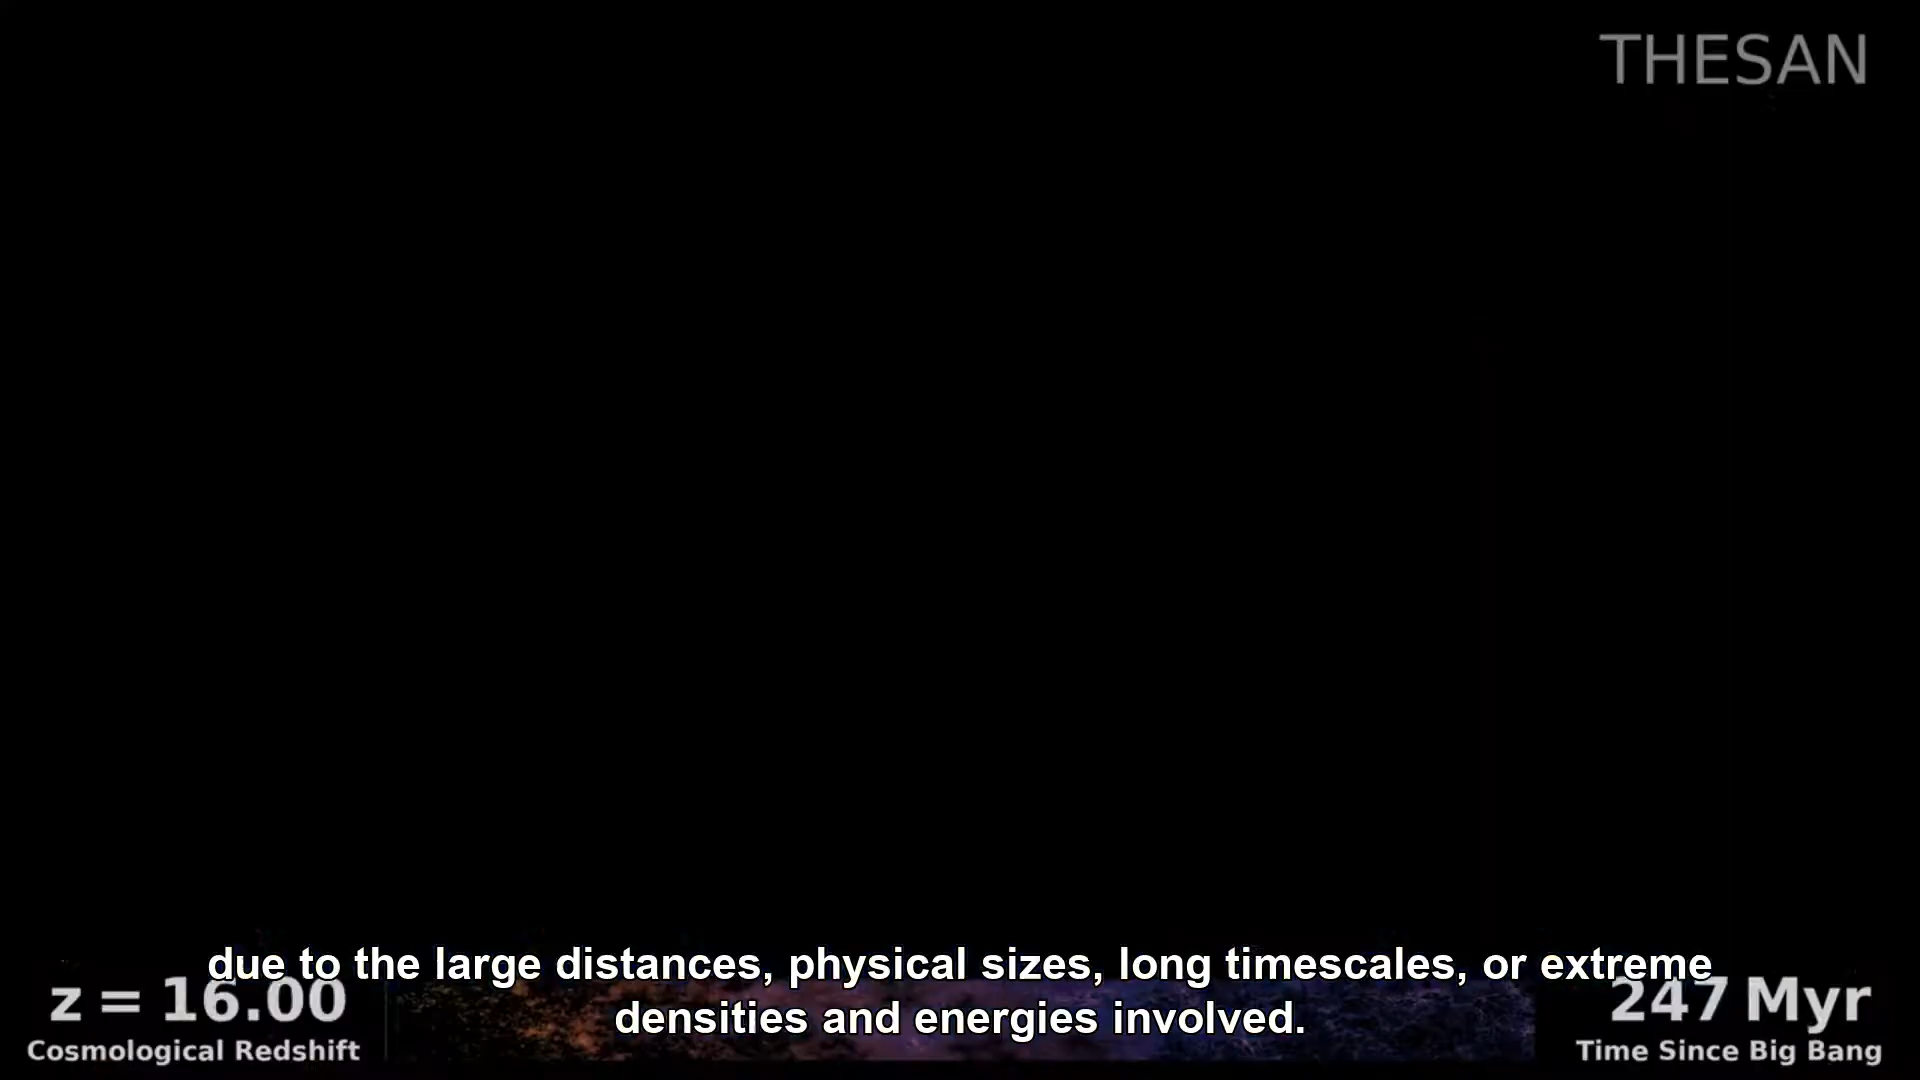 THESAN
due to the large distances, physical sizes, long timescales, or extreme
densities and energies involved.
z = 16.00
Cosmological Redshift
247 Myr
Time Since Big Bang